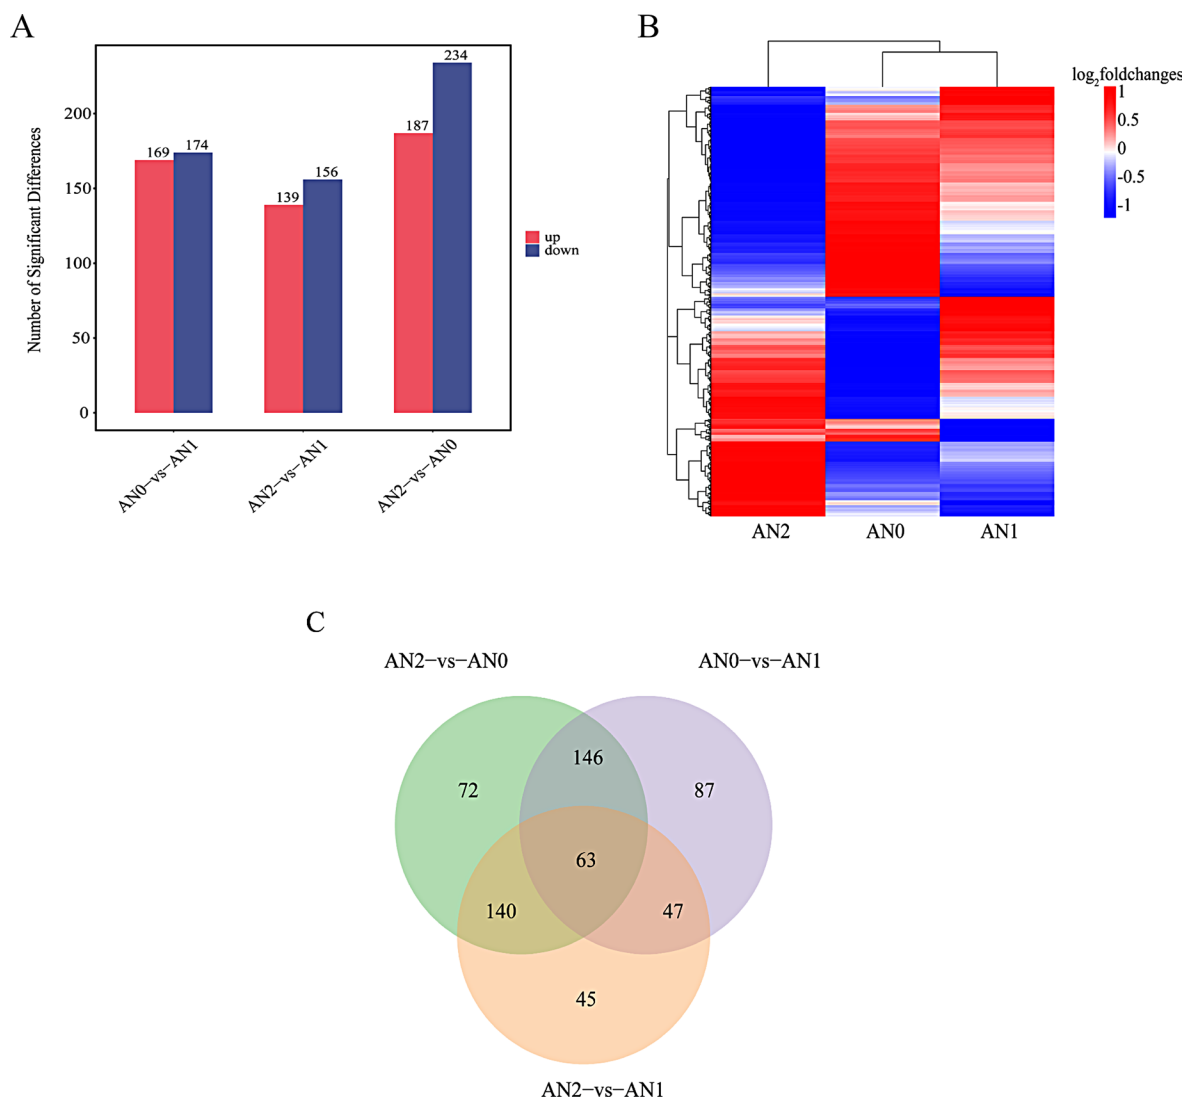 A
Number of Significant Differences
200
150
100
50
0
169
174
139
156
187
234
AN0-vs-AN1
AN2-vs-AN1
AN2-vs-AN0
up
down
B
log2foldchanges
1
0.5
0
-0.5
-1
AN2
AN0
AN1
C
AN2-vs-AN0
AN0-vs-AN1
146
72
87
63
140
47
45
AN2-vs-AN1